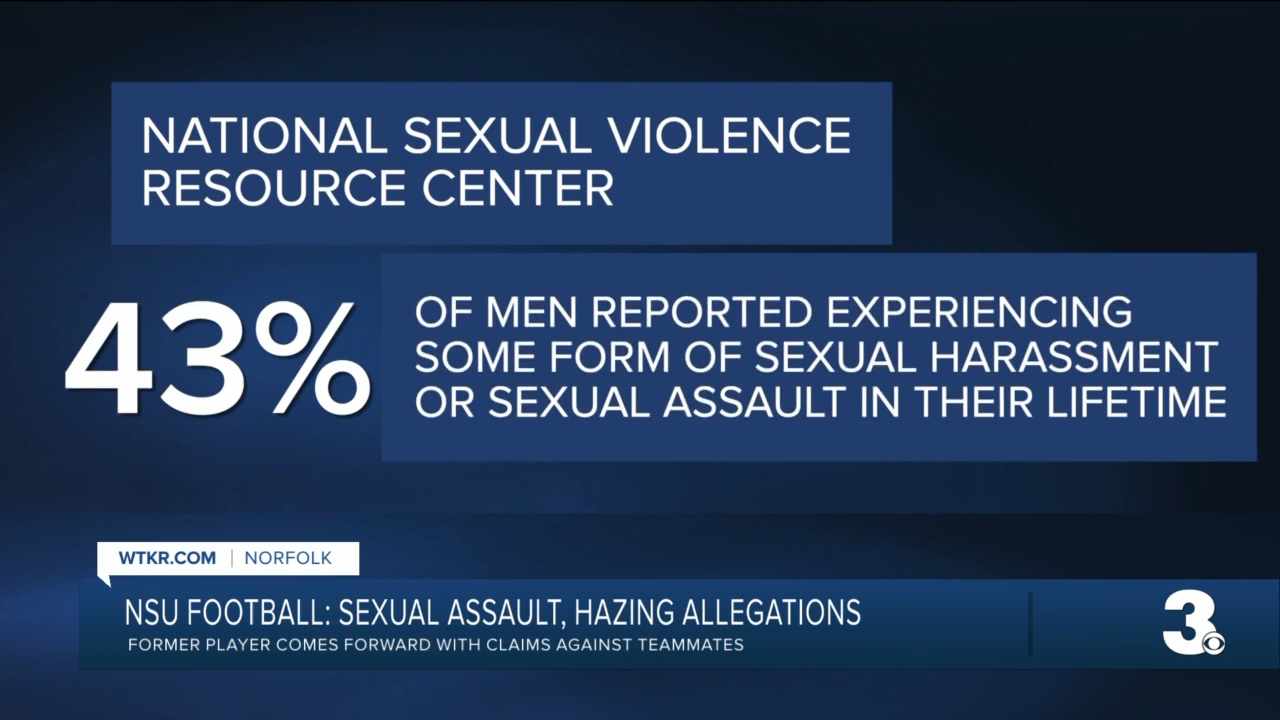 NATIONAL SEXUAL VIOLENCE
RESOURCE CENTER
43%
OF MEN REPORTED EXPERIENCING
SOME FORM OF SEXUAL HARASSMENT
OR SEXUAL ASSAULT IN THEIR LIFETIME
WTKR.COM | NORFOLK
NSU FOOTBALL: SEXUAL ASSAULT, HAZING ALLEGATIONS
FORMER PLAYER COMES FORWARD WITH CLAIMS AGAINST TEAMMATES
3